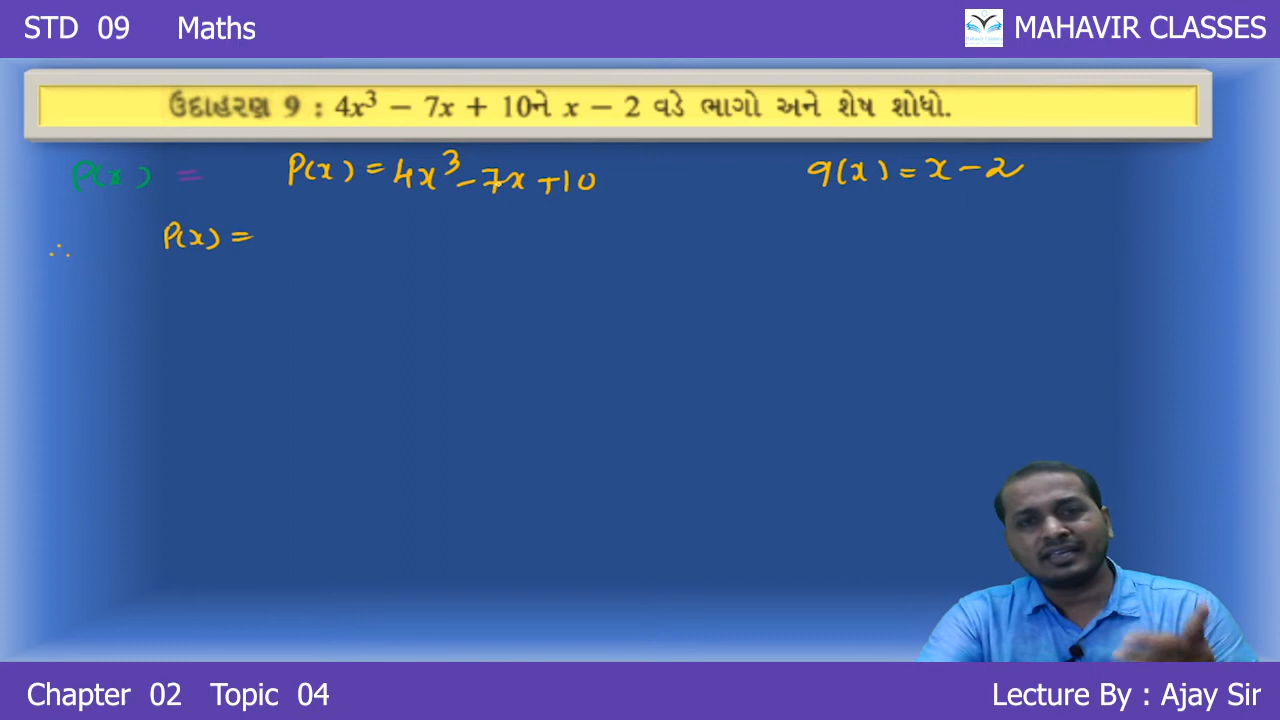 STD 09 Maths
MAHAVIR CLASSES
ઉદાહરણ 9 : 4x³ − 7x + 10ને x − 2 વડે ભાગો અને શેષ શોધો.
P(x) =
P(x) = 4x³ - 7x + 10
q(x) = x - 2
∴ P(x) =
Chapter 02 Topic 04
Lecture By : Ajay Sir